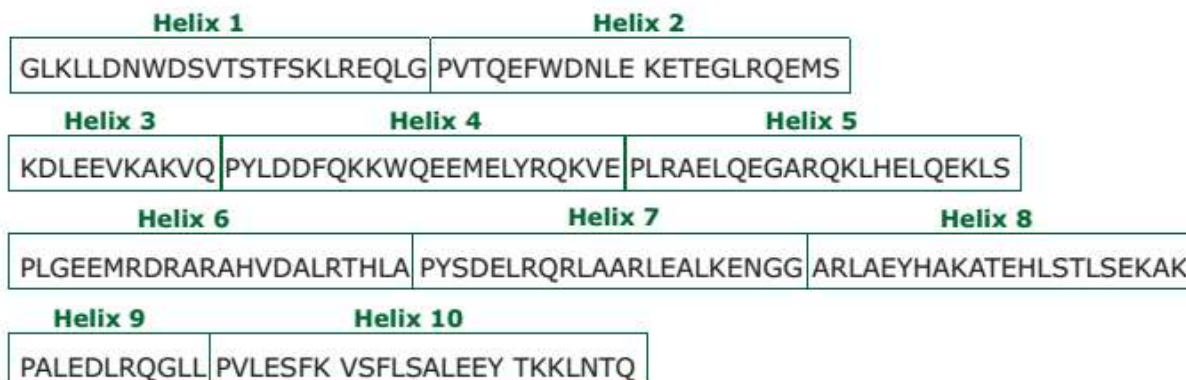 Helix 1 Helix 2
GLKLLDNWDSVTSTFSKLREQLG PVTQEFWDNLE KETEGLRQEMS
Helix 3 Helix 4 Helix 5
KDLEEVKAKVQ PYLDDFQKKWQEEMELYRQKVE PLRAELQEGARQKLHELQEKLS
Helix 6 Helix 7 Helix 8
PLGEEMRDRARAHVDALRTHLA PYSDELRQRLAARLEALKENGG ARLAEYHAKATEHLSTLSEKAK
Helix 9 Helix 10
PALEDLRQGLL PVLESFK VSFLSALEEY TKKLNTQ